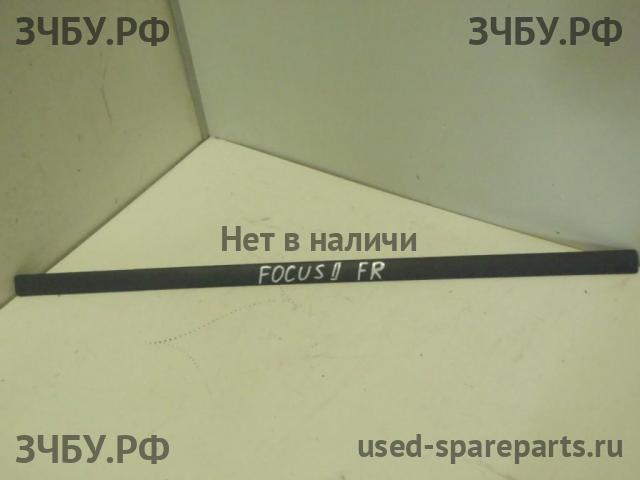 ЗЧБУ.РФ
ЗЧБУ.РФ
Нет в наличи
FOCUS II FR
ЗЧБУ.РФ
used-spareparts.ru